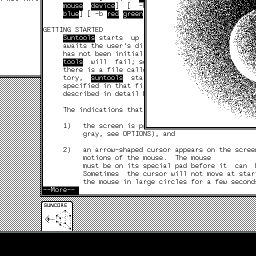 mouse device] [ -
blue] [ -b red green
GETTING STARTED
Suntools starts up
awaits the user's di
has not been initial
tools will fail; s
there is a file calle
tory, suntools sta
specified in that fi
described in detail b
The indications that
1) the screen is p
gray, see OPTIONS), and
2) an arrow-shaped cursor appears on the screen
motions of the mouse. The mouse
must be on its special pad before it can
Sometimes the cursor will not move at star
the mouse in large circles for a few second
--More--
SUNCORE